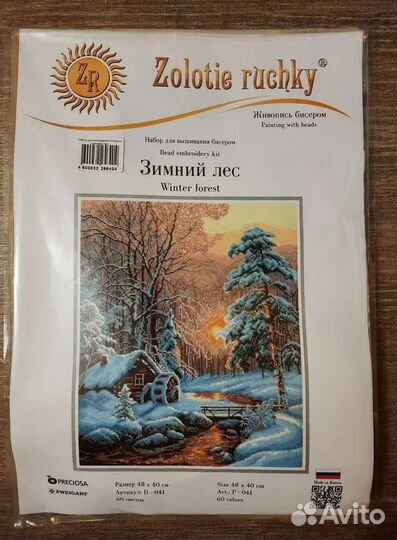 ZR
Zolotie ruchky®
Живопись бисером
Painting with beads
Набор для вышивания бисером
Bead embroidery kit
Зимний лес
Winter forest
PRECIOSA
ZWEIGART
Размер 48 x 40 см
Артикул: П - 041
60 цветов
Size 48 x 40 cm
Art.: P - 041
60 colors
Made in Russia
Avito